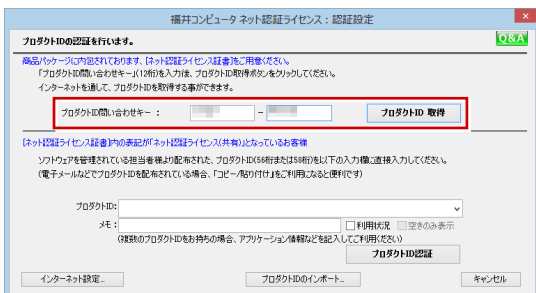 福井コンピュータ ネット認証ライセンス：認証設定
×
プロダクトIDの認証を行います。
Q&A
商品パッケージに内包されております、[ネット認証ライセンス証書]をご用意ください。
「プロダクトID問い合わせキー」(12桁)を入力後、プロダクトID取得ボタンをクリックしてください。
インターネットを通して、プロダクトIDを取得する事ができます。
プロダクトID問い合わせキー ： － プロダクトID 取得
[ネット認証ライセンス証書]内の表記が「ネット認証ライセンス(共有)」となっているお客様
ソフトウェアを管理されている担当者様より配布された、プロダクトID(56桁または58桁)を以下の入力欄に直接入力してください。
(電子メールなどでプロダクトIDを配布されている場合、「コピー/貼り付け」をご利用になると便利です)
プロダクトID:
メモ： 利用状況 空きのみ表示
(複数のプロダクトIDをお持ちの場合、アプリケーション情報などを記入してご利用ください)
プロダクトID認証
インターネット設定... プロダクトIDのインポート... キャンセル